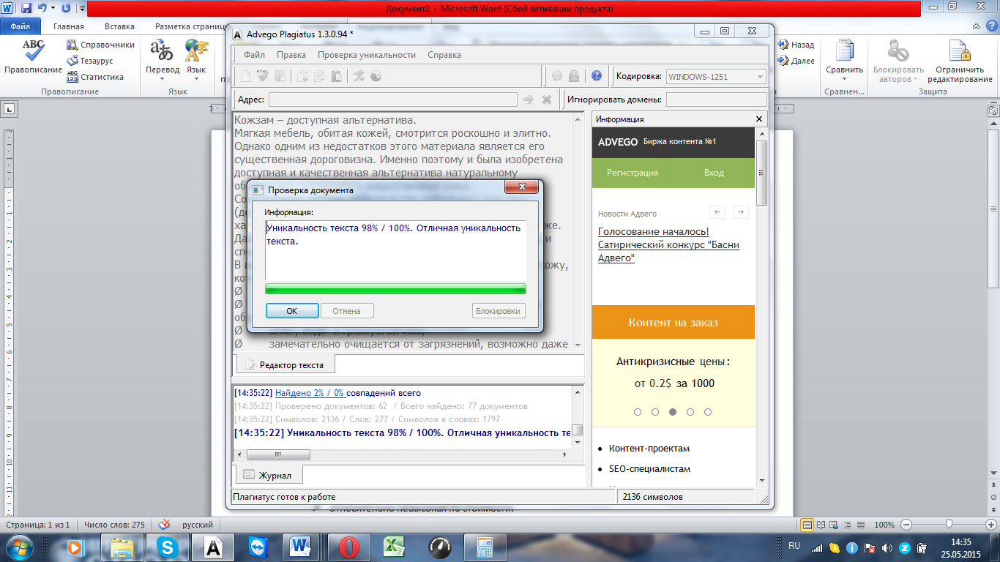 Документ2 - Microsoft Word (Сбой активации продукта)
Файл
Главная
Вставка
Разметка страниц
ABC
Правописание
Справочники
Тезаурус
ABC
123
Статистика
Правописание
Перевод
Язык
Язык
Назад
Далее
Сравнить
Сравнен...
Блокировать
авторов
Ограничить
редактирование
Защита
Advego Plagiatus 1.3.0.94 *
Файл
Правка
Проверка уникальности
Справка
Кодировка:
WINDOWS-1251
Адрес:
Игнорировать домены:
Кожзам – доступная альтернатива.
Мягкая мебель, обитая кожей, смотрится роскошно и элитно.
Однако одним из недостатков этого материала является его
существенная дороговизна. Именно поэтому и была изобретена
доступная и качественная альтернатива натуральному
Ø замечательно очищается от загрязнений, возможно даже
Проверка документа
Информация:
Уникальность текста 98% / 100%. Отличная уникальность
текста.
OK
Отмена
Блокировки
Редактор текста
[14:35:22] Найдено 2% / 0% совпадений всего
[14:35:22] Проверено документов: 62 / Всего найдено: 77 документов
[14:35:22] Символов: 2136 / Слов: 277 / Символов в словах: 1797
[14:35:22] Уникальность текста 98% / 100%. Отличная уникальность те
Журнал
Плагиатус готов к работе
2136 символов
Информация
ADVEGO Биржа контента №1
Регистрация
Вход
Новости Адвего
Голосование началось!
Сатирический конкурс "Басни
Адвего"
Контент на заказ
Антикризисные цены:
от 0.2$ за 1000
Контент-проектам
SEO-специалистам
Страница: 1 из 1
Число слов: 275
русский
100%
RU
14:35
25.05.2015